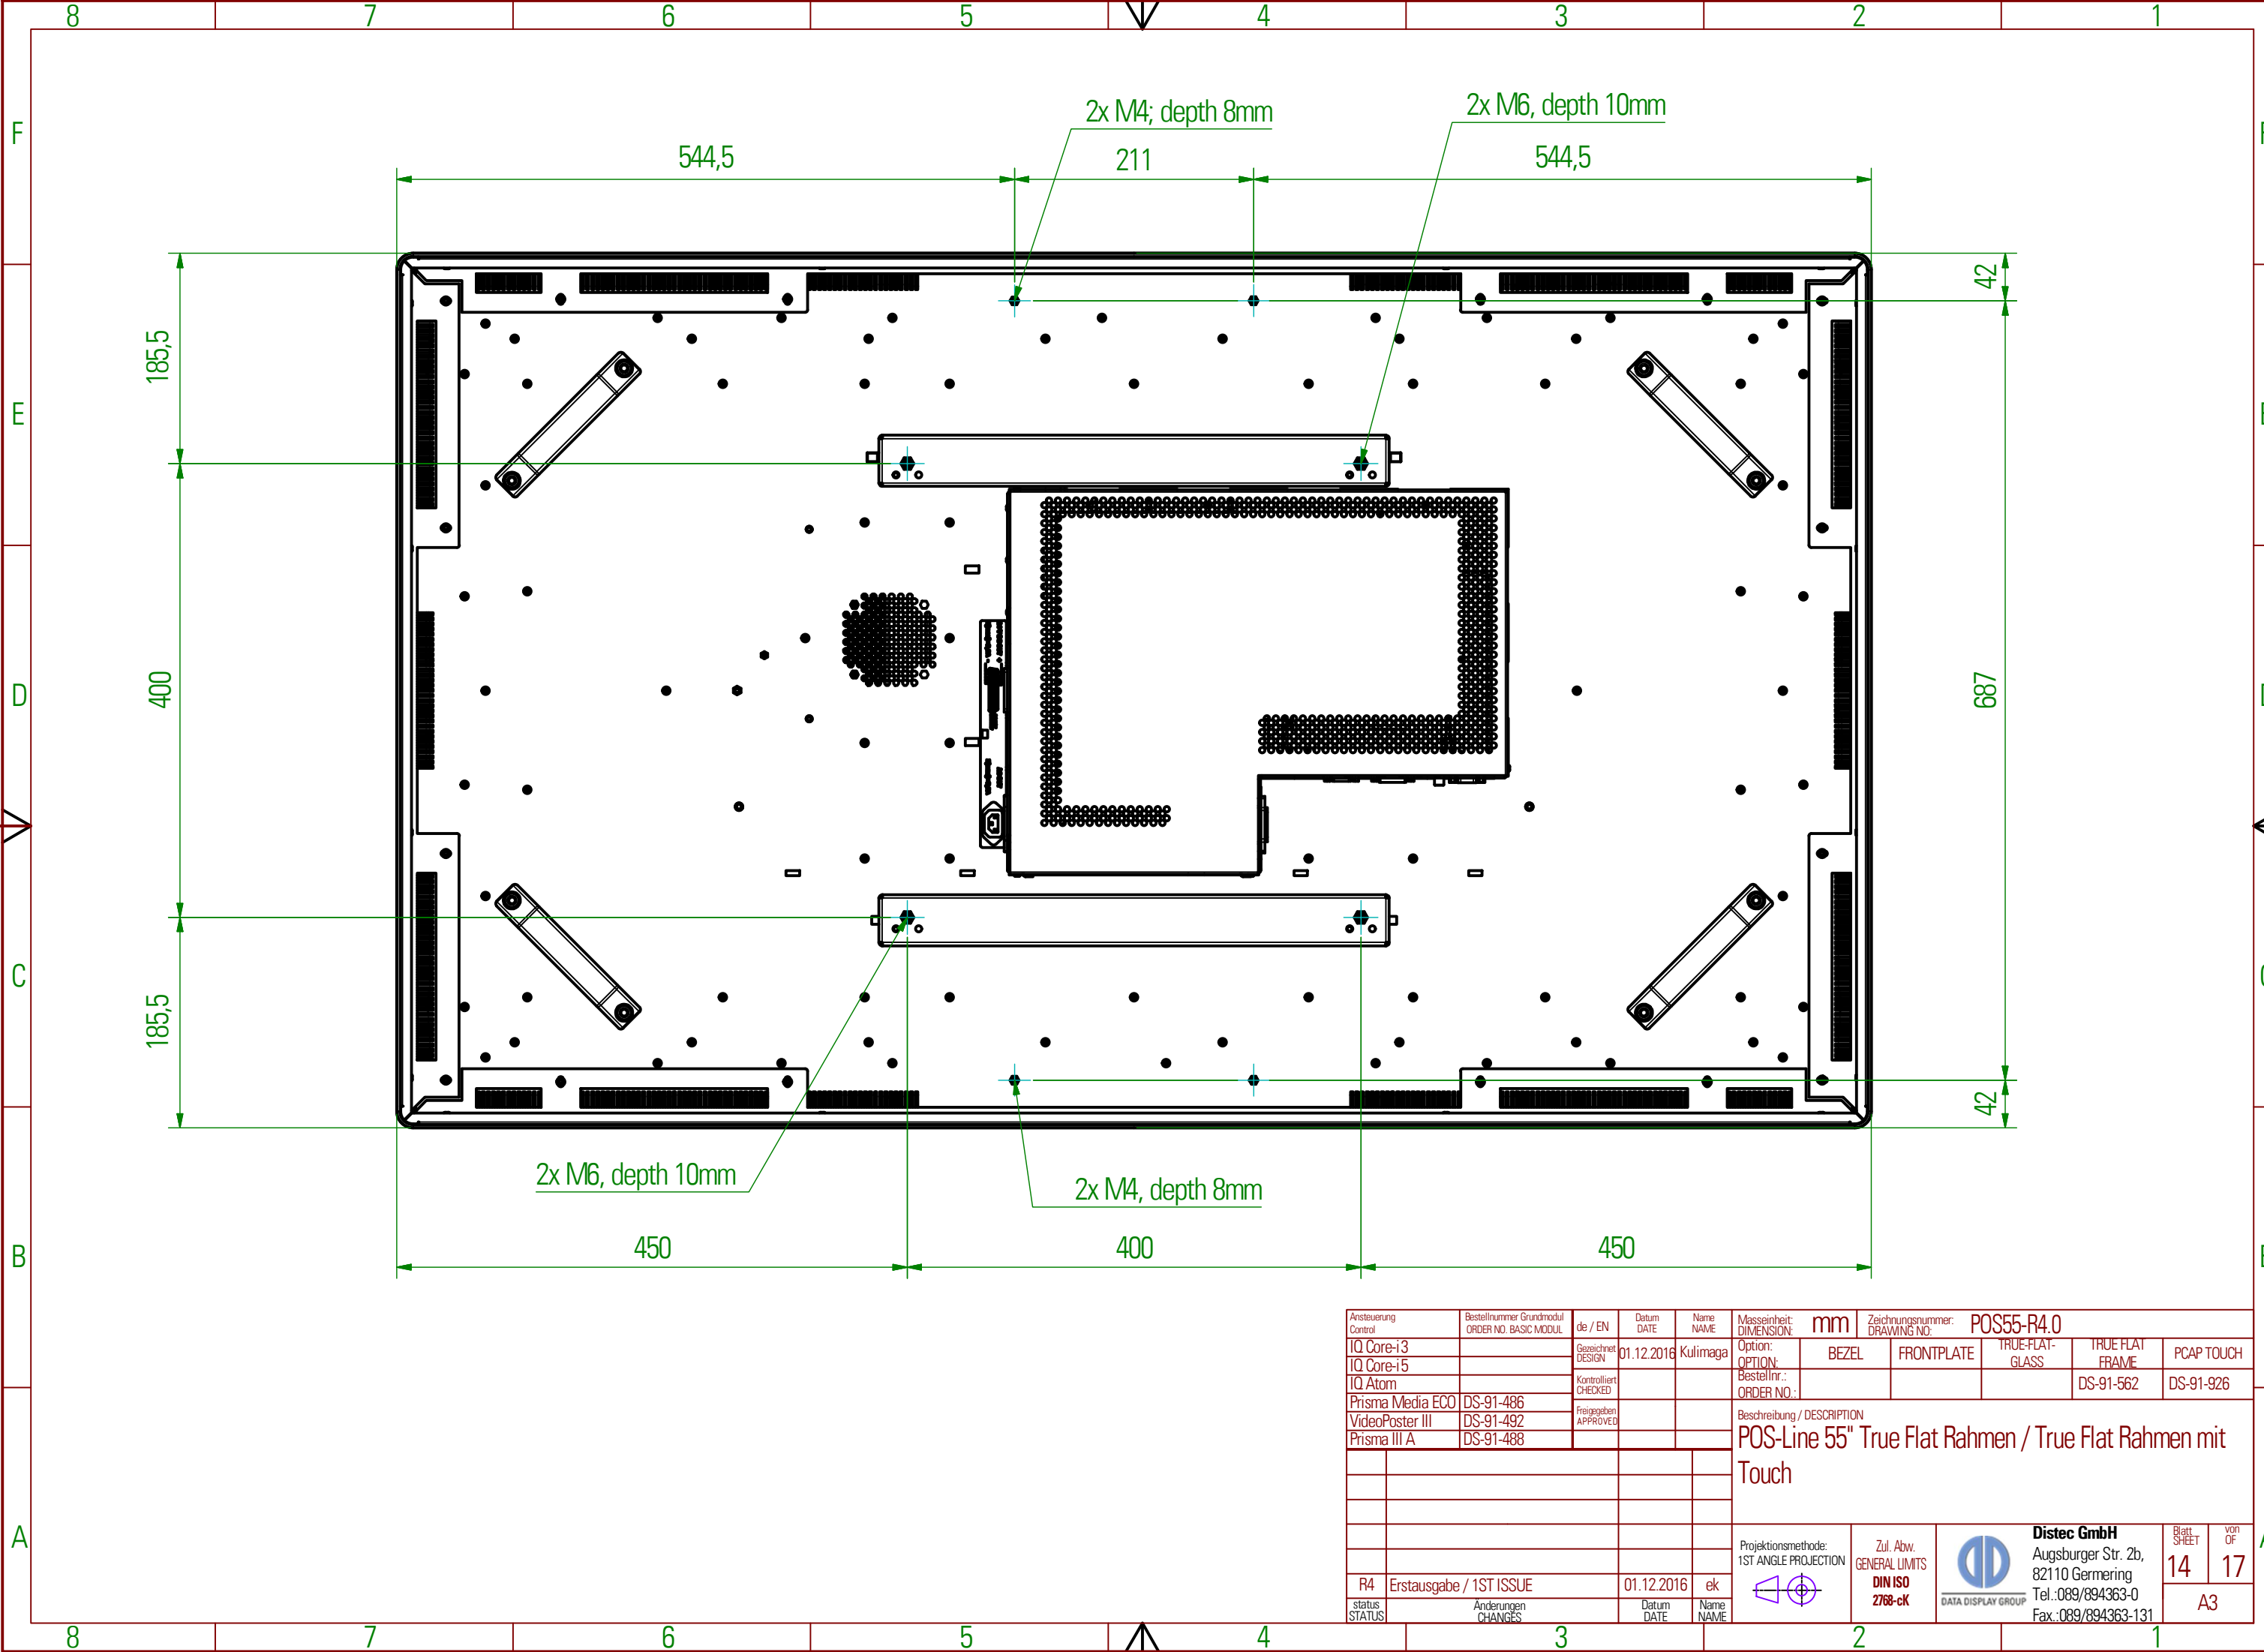 8 7 6 5 4 3 2 1
F
E
D
C
B
A
2x M4; depth 8mm
2x M6, depth 10mm
544,5
211
544,5
42
185,5
400
687
185,5
42
2x M6, depth 10mm
2x M4, depth 8mm
450
400
450
Ansteuerung
Control
Bestellnummer Grundmodul
ORDER NO. BASIC MODUL
IQ Core-i3
IQ Core-i5
IQ Atom
Prisma Media ECO DS-91-486
VideoPoster III DS-91-492
Prisma III A DS-91-488
de / EN
Datum
DATE
Name
NAME
Gezeichnet
DESIGN
01.12.2016 Kulimaga
Kontrolliert
CHECKED
Freigegeben
APPROVED
Masseinheit:
DIMENSION:
mm
Zeichnungsnummer:
DRAWING NO:
POS55-R4.0
Option:
OPTION:
BEZEL
FRONTPLATE
TRUE-FLAT-
GLASS
TRUE FLAT
FRAME
PCAP TOUCH
Bestellnr.:
ORDER NO.:
DS-91-562
DS-91-926
Beschreibung / DESCRIPTION
POS-Line 55" True Flat Rahmen / True Flat Rahmen mit
Touch
R4 Erstausgabe / 1ST ISSUE 01.12.2016 ek
status
STATUS
Änderungen
CHANGES
Datum
DATE
Name
NAME
Projektionsmethode:
1ST ANGLE PROJECTION
Zul. Abw.
GENERAL LIMITS
DIN ISO
2768-cK
DATA DISPLAY GROUP
Distec GmbH
Augsburger Str. 2b,
82110 Germering
Tel.:089/894363-0
Fax.:089/894363-131
Blatt
SHEET
14
von
OF
17
A3
8 7 6 5 4 3 2 1